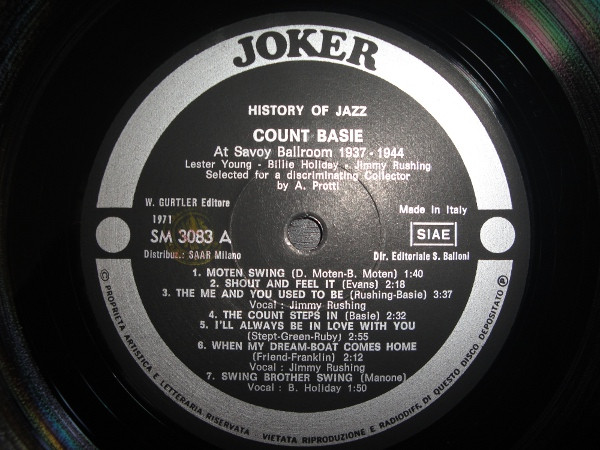 JOKER
HISTORY OF JAZZ
COUNT BASIE
At Savoy Ballroom 1937 - 1944
Lester Young - Billie Holiday - Jimmy Rushing
Selected for a discriminating Collector
by A. Protti
W. GURTLER Editore
1971
SM 3083 A
Distribuz.: SAAR Milano
Made in Italy
SIAE
Dir. Editoriale S. Balloni
1. MOTEN SWING (D. Moten-B. Moten) 1:40
2. SHOUT AND FEEL IT (Evans) 2:18
3. THE ME AND YOU USED TO BE (Rushing-Basie) 3:37
Vocal: Jimmy Rushing
4. THE COUNT STEPS IN (Basie) 2:32
5. I'LL ALWAYS BE IN LOVE WITH YOU
(Stept-Green-Ruby) 2:55
6. WHEN MY DREAM-BOAT COMES HOME
(Friend-Franklin) 2:12
Vocal: Jimmy Rushing
7. SWING BROTHER SWING (Manone)
Vocal: B. Holiday 1:50
© PROPRIETA ARTISTICA E LETTERARIA RISERVATA - VIETATA RIPRODUZIONE E RADIODIFF. DI QUESTO DISCO DEPOSITATO ℗